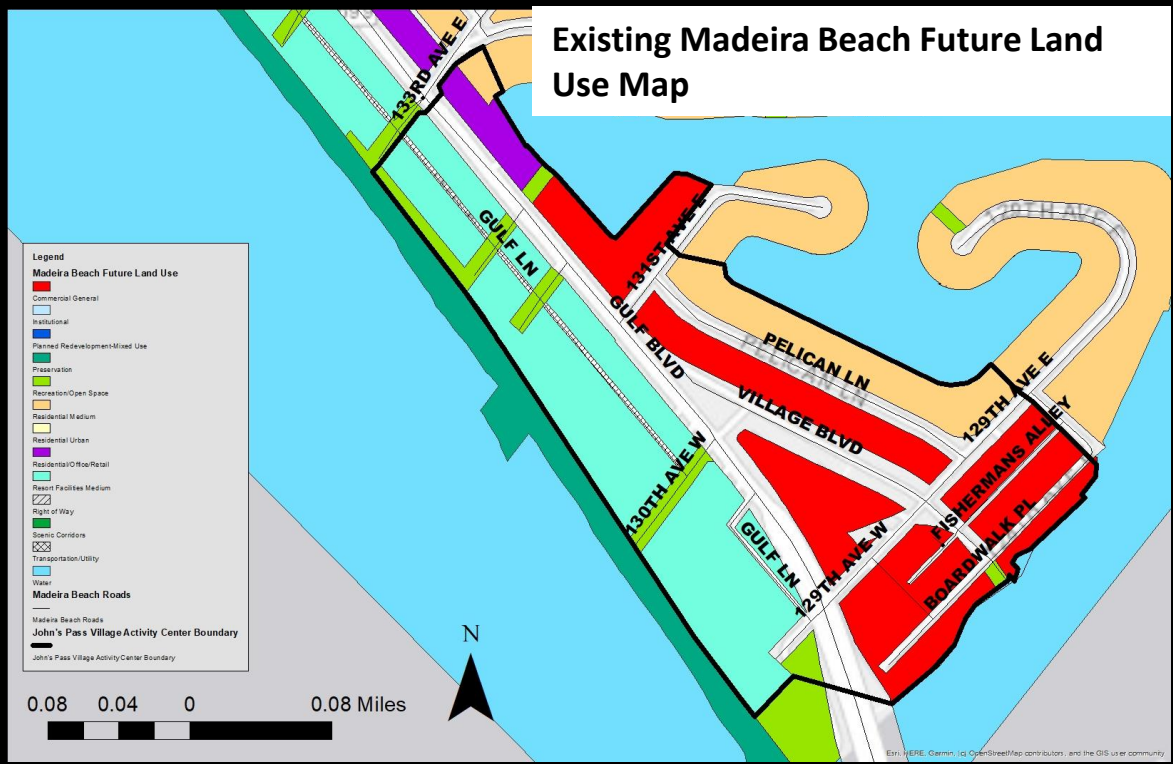 Existing Madeira Beach Future Land
Use Map
133RD AVE E
GULF LN
131ST AVE E
GULF BLVD
129TH AVE E
PELICAN LN
PELICAN LN
VILLAGE BLVD
129TH AVE E
FISHERMANS ALLEY
130TH AVE W
GULF LN
129TH AVE W
BOARDWALK PL
Legend
Madeira Beach Future Land Use
Commercial General
Institutional
Planned Redevelopment-Mixed Use
Preservation
Recreation/Open Space
Residential Medium
Residential Urban
Residential/Office/Retail
Resort Facilities Medium
Right of Way
Scenic Corridors
Transportation/Utility
Water
Madeira Beach Roads
Madeira Beach Roads
John's Pass Village Activity Center Boundary
John's Pass Village Activity Center Boundary
N
0.08 0.04 0 0.08 Miles
Esri, HERE, Garmin, (c) OpenStreetMap contributors, and the GIS user community